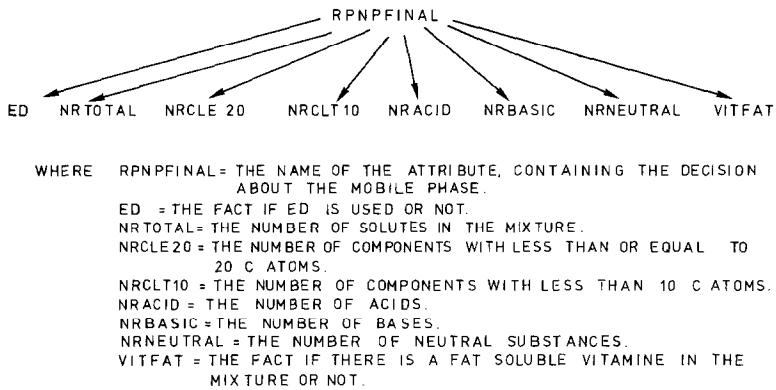 RPNPFINAL
ED NRTOTAL NRCLE 20 NRCLT10 NRACID NRBASIC NRNEUTRAL VITFAT
WHERE RPNPFINAL= THE NAME OF THE ATTRIBUTE, CONTAINING THE DECISION
ABOUT THE MOBILE PHASE.
ED = THE FACT IF ED IS USED OR NOT.
NRTOTAL= THE NUMBER OF SOLUTES IN THE MIXTURE.
NRCLE20 = THE NUMBER OF COMPONENTS WITH LESS THAN OR EQUAL TO
20 C ATOMS.
NRCLT10 = THE NUMBER OF COMPONENTS WITH LESS THAN 10 C ATOMS.
NRACID = THE NUMBER OF ACIDS.
NRBASIC = THE NUMBER OF BASES.
NRNEUTRAL = THE NUMBER OF NEUTRAL SUBSTANCES.
VITFAT = THE FACT IF THERE IS A FAT SOLUBLE VITAMINE IN THE
MIXTURE OR NOT.